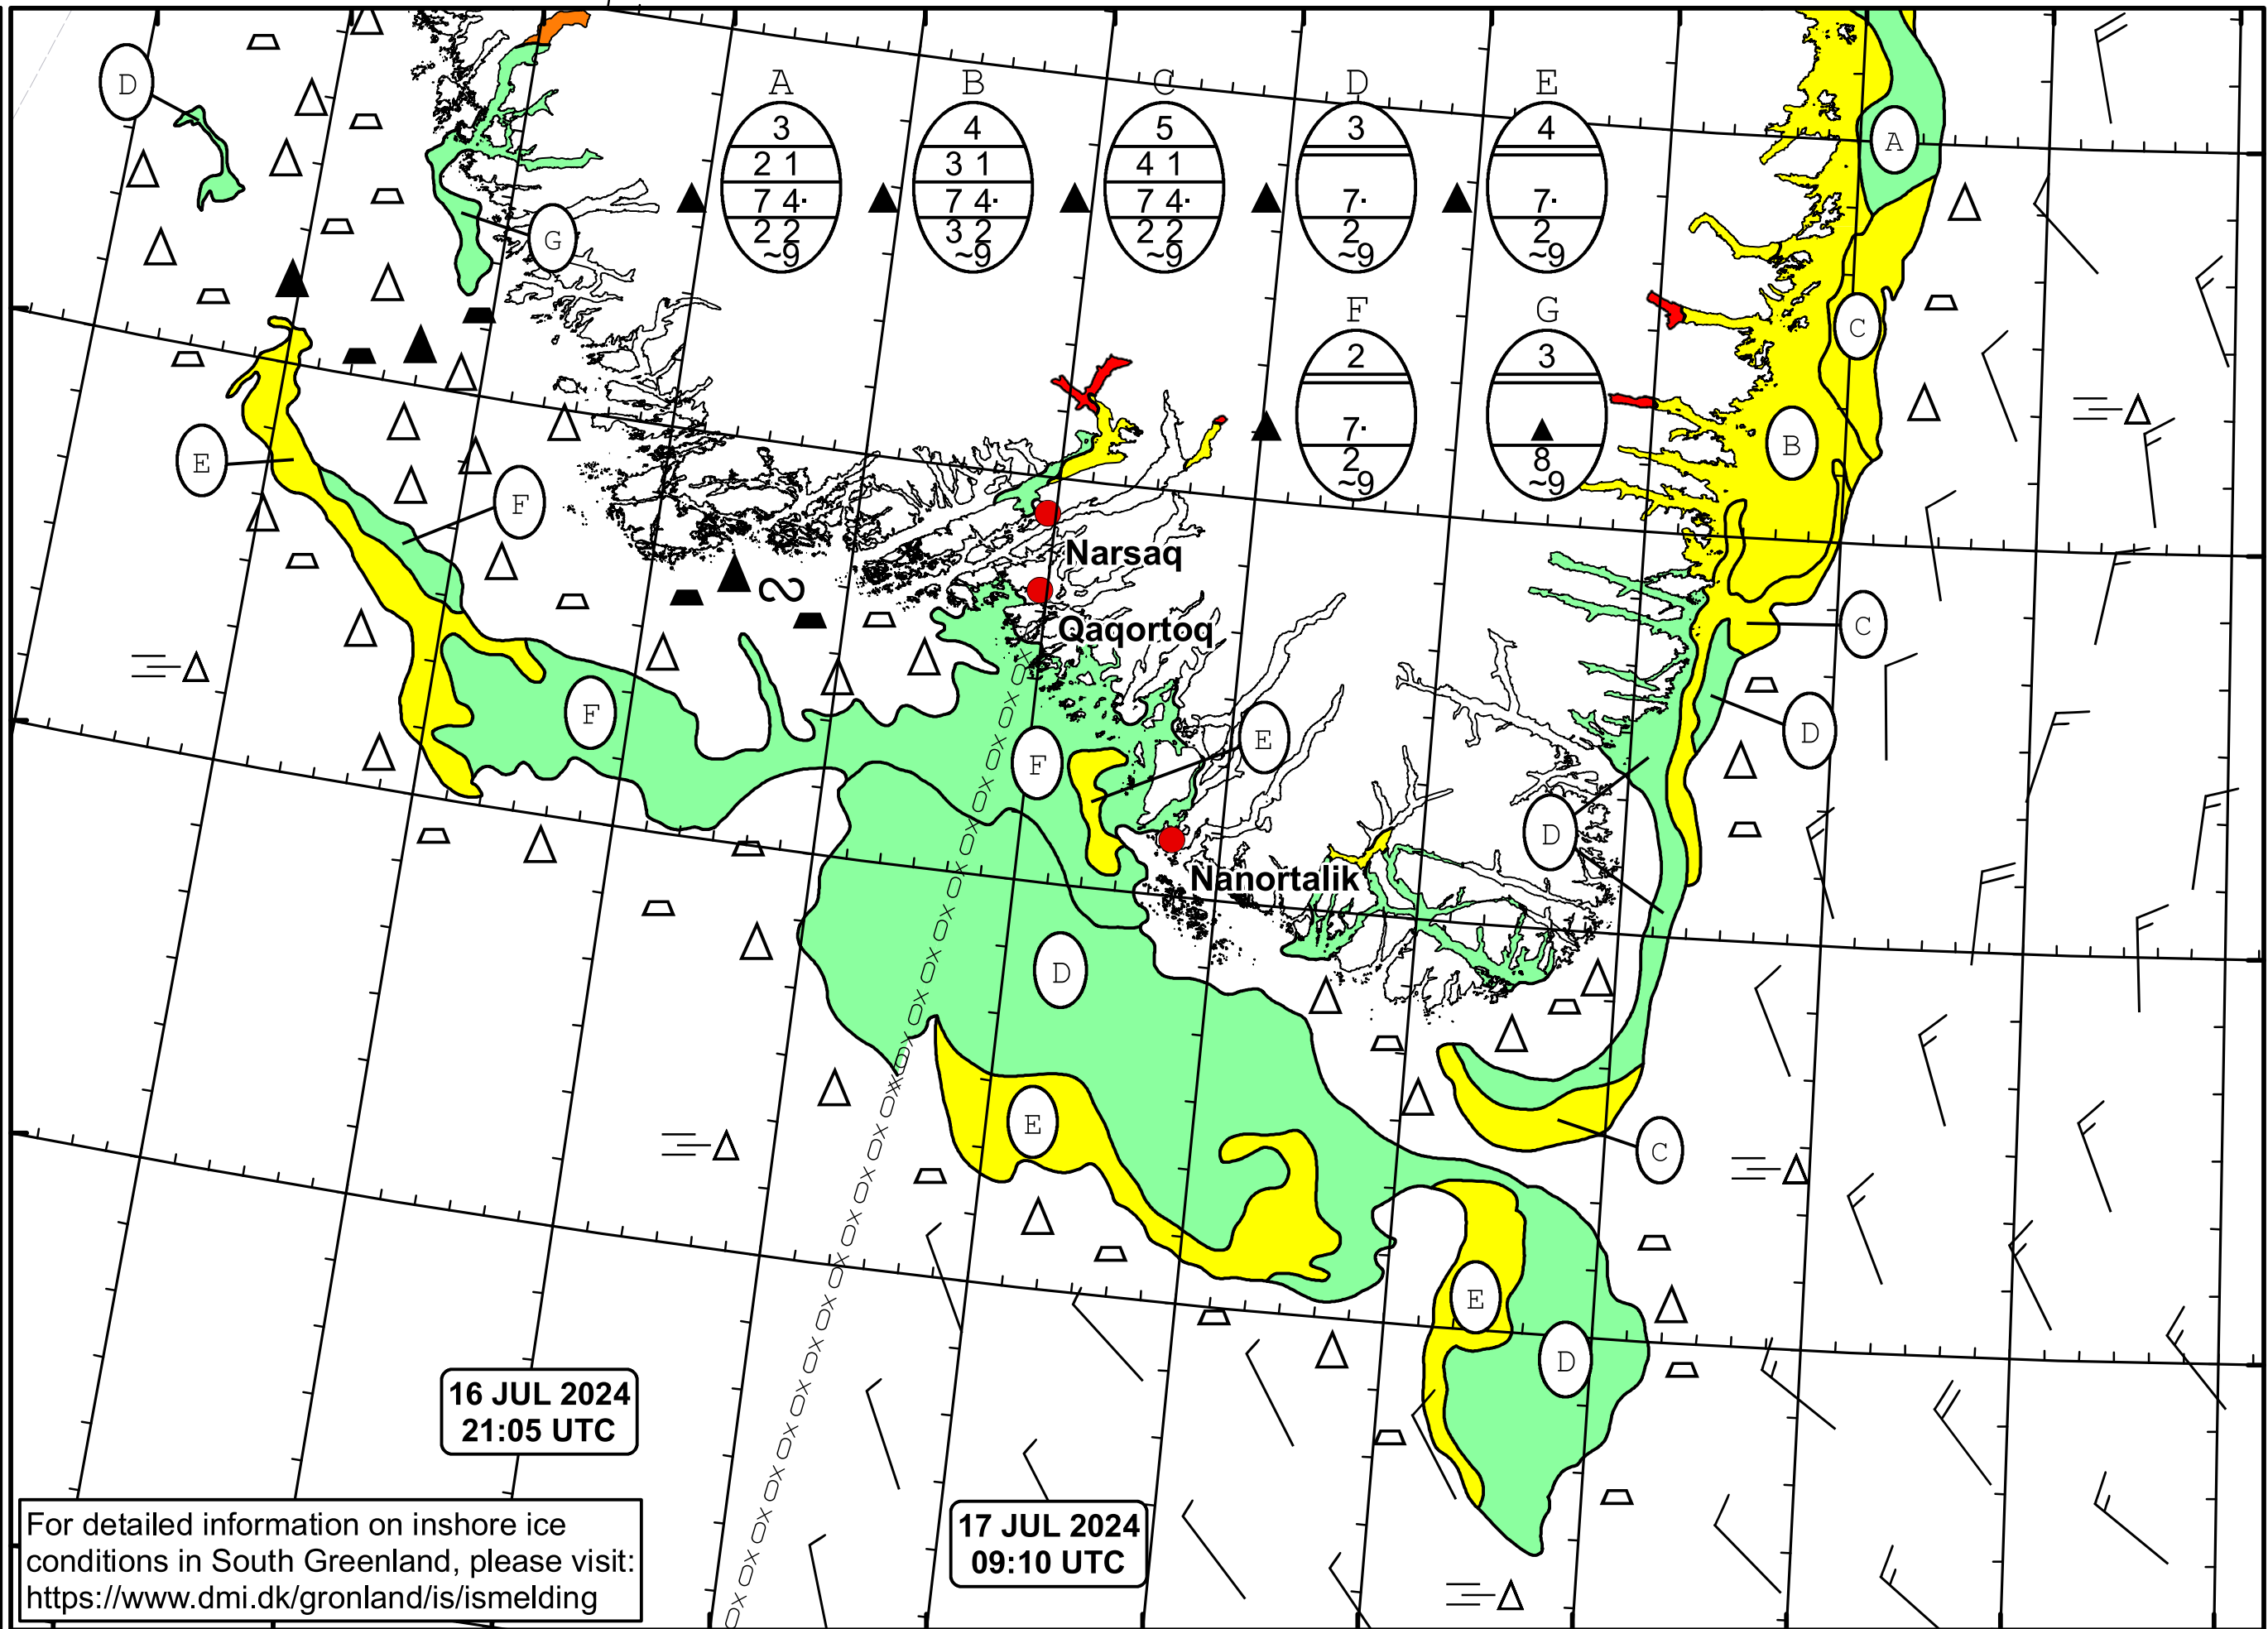 A B C D E
3 4 5 3 4
2 1 3 1 4 1
7 4· 7 4· 7 4· 7· 7·
2 2 3 2 2 2 2 2
~9 ~9 ~9 ~9 ~9
F G
2 3
7·
2 8
~9 ~9
D
A
G
C
B
E
F
Narsaq
Qaqortoq
C
F
D
F
E
D
Nanortalik
D
E
C
E
D
16 JUL 2024
21:05 UTC
17 JUL 2024
09:10 UTC
For detailed information on inshore ice
conditions in South Greenland, please visit:
https://www.dmi.dk/gronland/is/ismelding